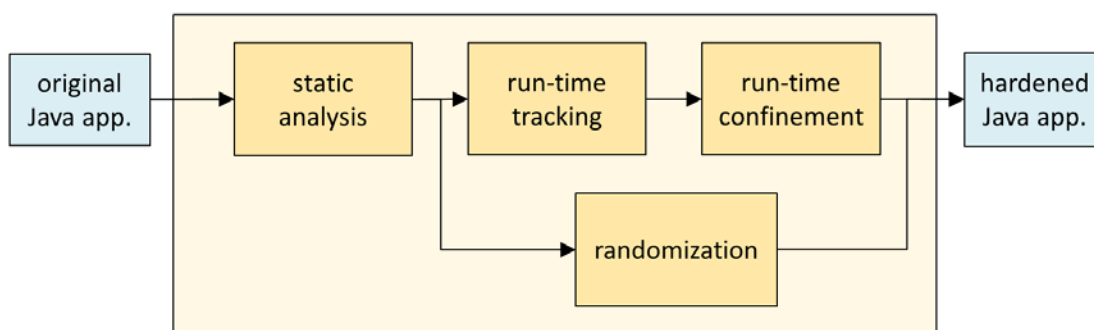 original
Java app.
static
analysis
run-time
tracking
run-time
confinement
hardened
Java app.
randomization